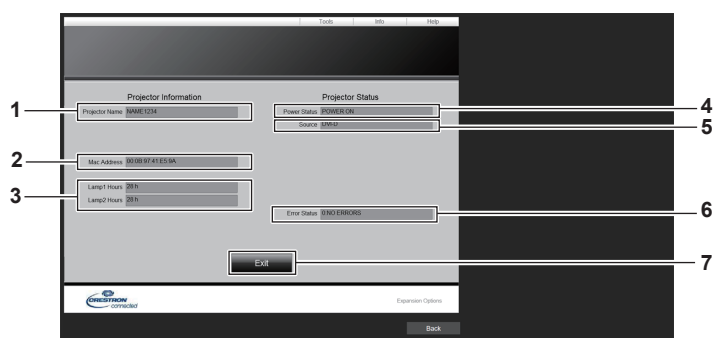 Tools Info Help
Projector Information
Projector Status
1
Projector Name NAME1234
Power Status POWER ON
4
Source DVI-D
5
2
Mac Address 00:0B:97:41:E5:9A
3
Lamp1 Hours 28 h
Lamp2 Hours 28 h
Error Status 0:NO ERRORS
6
Exit
7
CRESTRON
connected
Expansion Options
Back